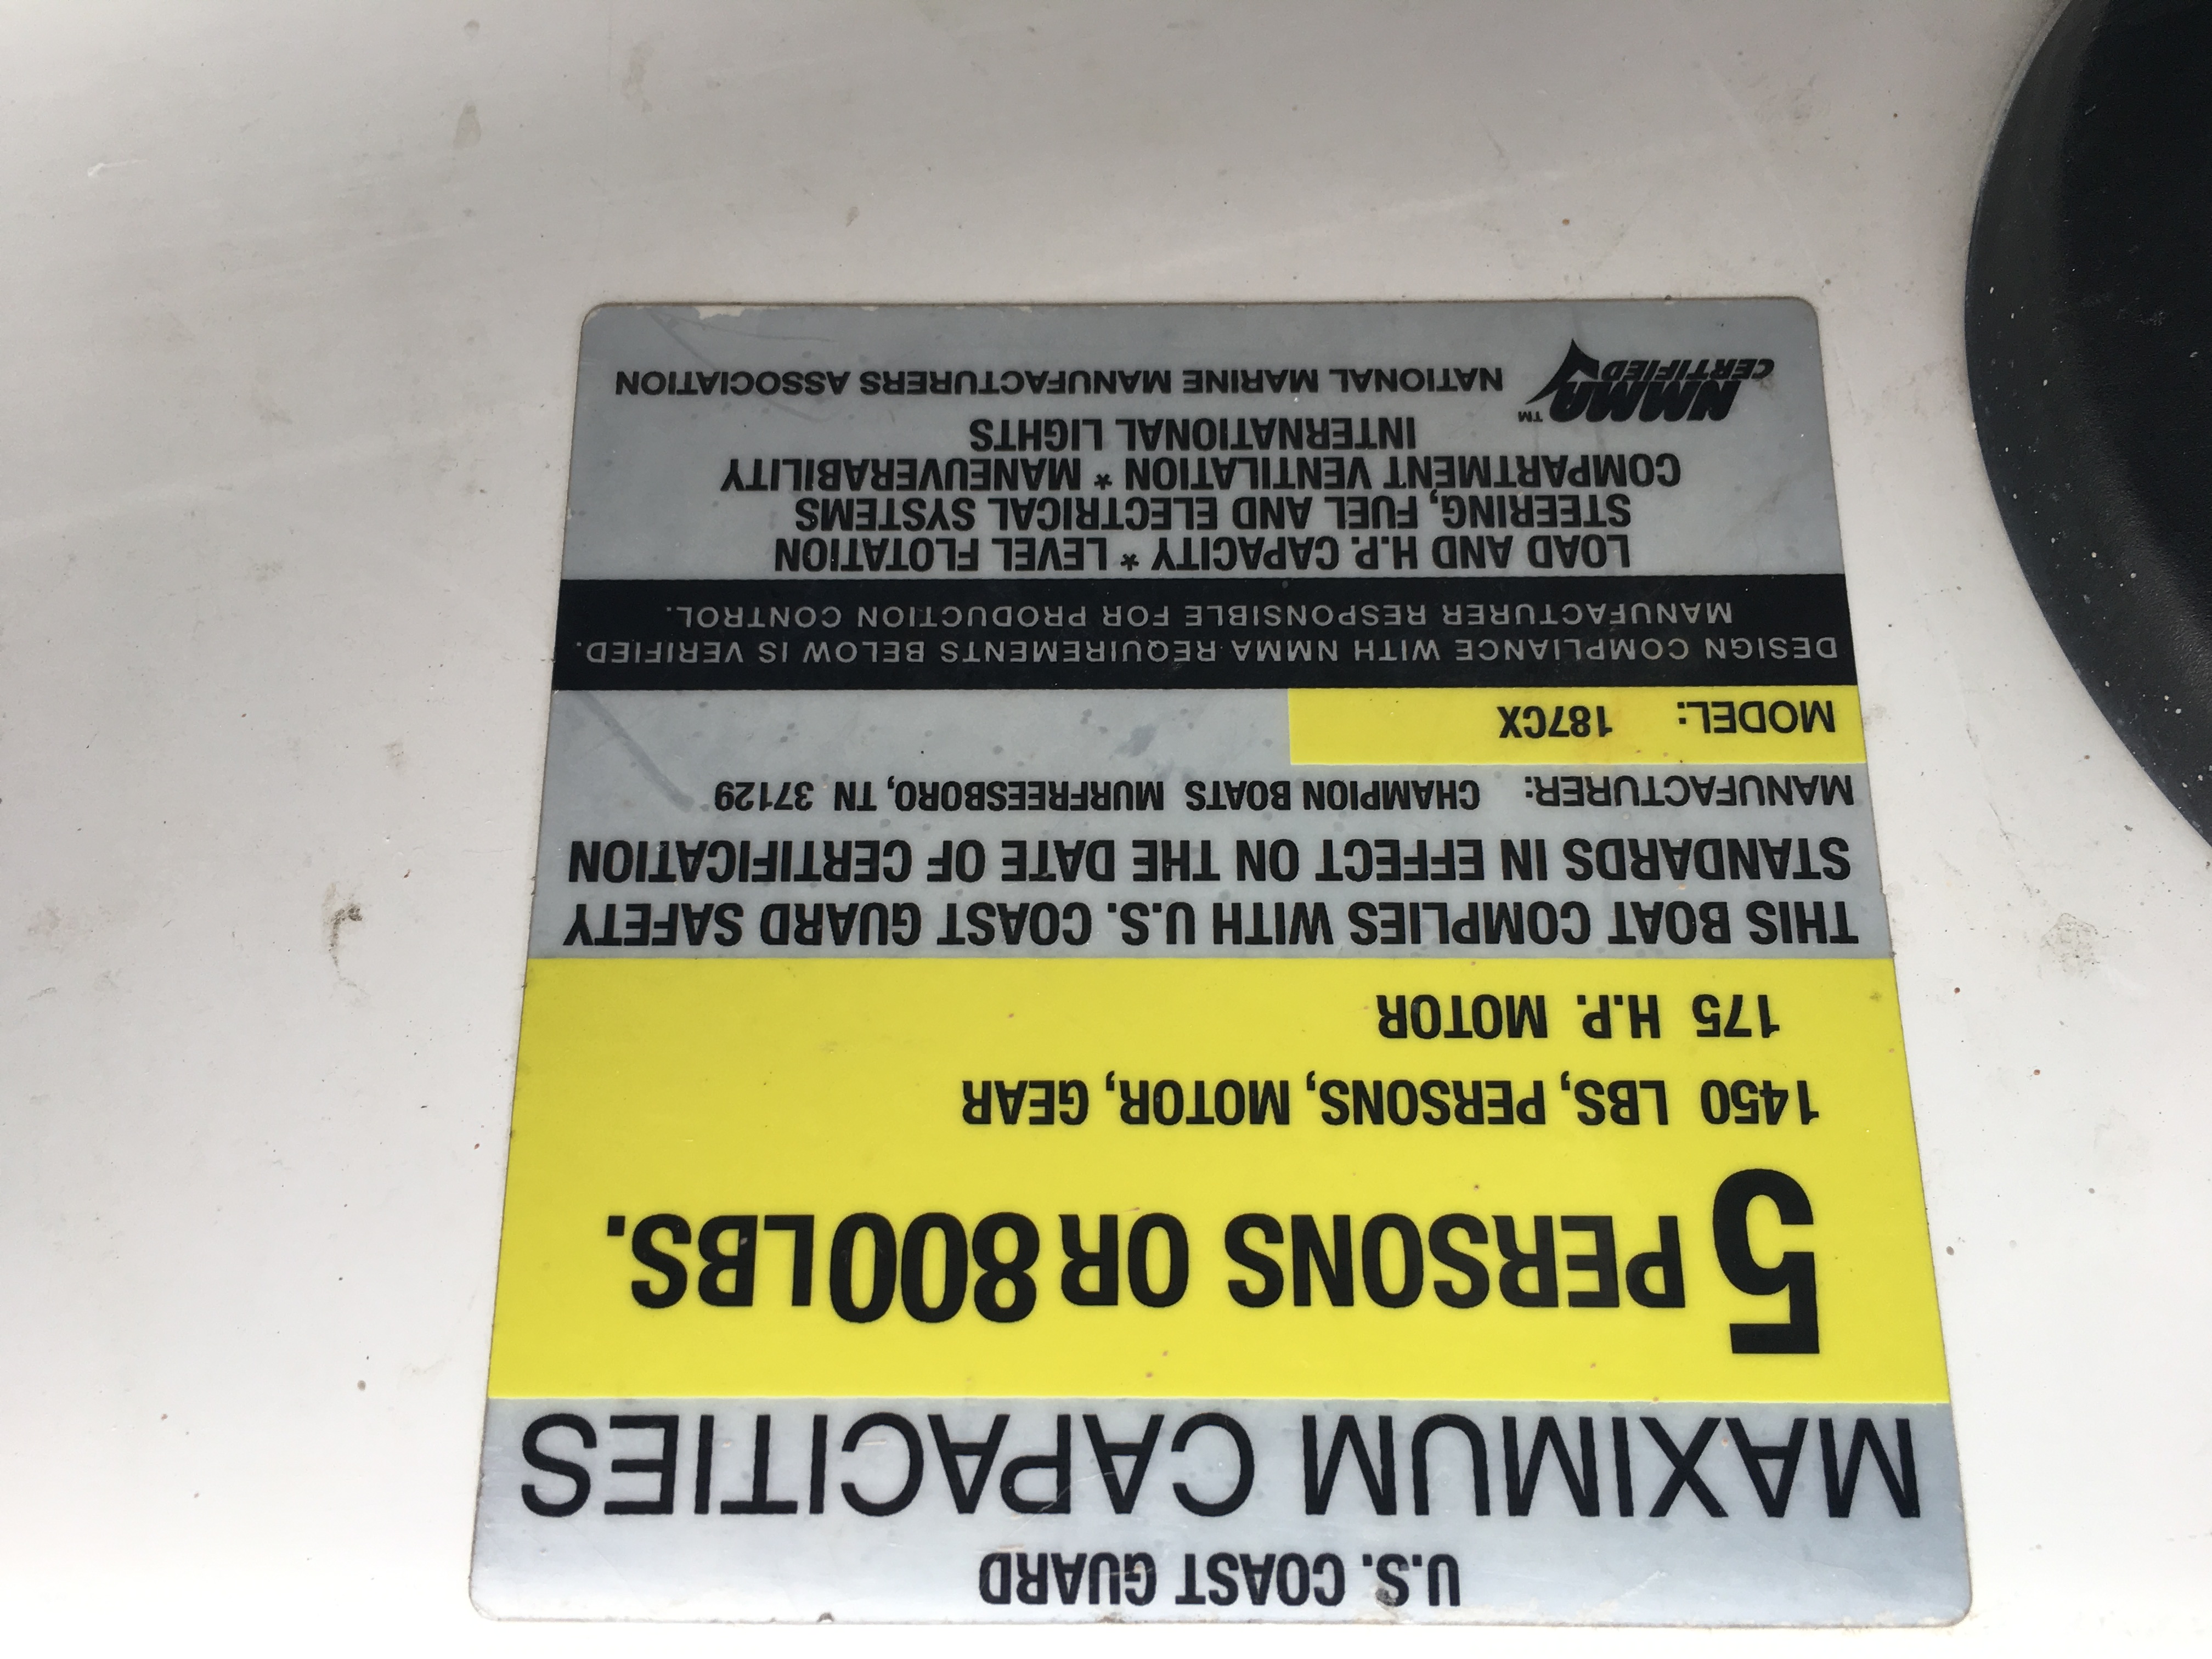 U.S. COAST GUARD
MAXIMUM CAPACITIES
5 PERSONS OR 800 LBS.
1450 LBS, PERSONS, MOTOR, GEAR
175 H.P. MOTOR
THIS BOAT COMPLIES WITH U.S. COAST GUARD SAFETY
STANDARDS IN EFFECT ON THE DATE OF CERTIFICATION
MANUFACTURER: CHAMPION BOATS MURFREESBORO, TN 37129
MODEL: 187CX
DESIGN COMPLIANCE WITH NMMA REQUIREMENTS BELOW IS VERIFIED.
MANUFACTURER RESPONSIBLE FOR PRODUCTION CONTROL.
LOAD AND H.P. CAPACITY * LEVEL FLOTATION
STEERING, FUEL AND ELECTRICAL SYSTEMS
COMPARTMENT VENTILATION * MANEUVERABILITY
INTERNATIONAL LIGHTS
NMMA™
CERTIFIED
NATIONAL MARINE MANUFACTURERS ASSOCIATION